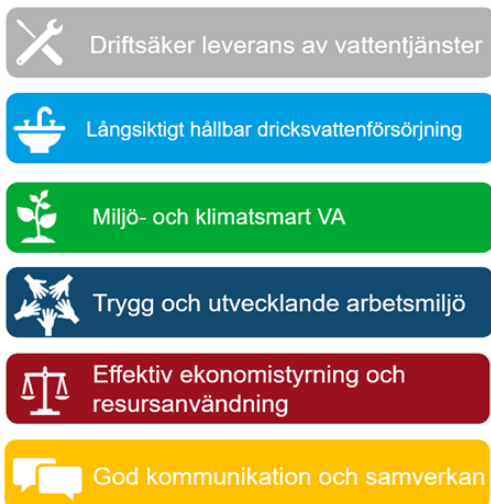 Driftsäker leverans av vattentjänster
Långsiktigt hållbar dricksvattenförsörjning
Miljö- och klimatsmart VA
Trygg och utvecklande arbetsmiljö
Effektiv ekonomistyrning och
resursanvändning
God kommunikation och samverkan